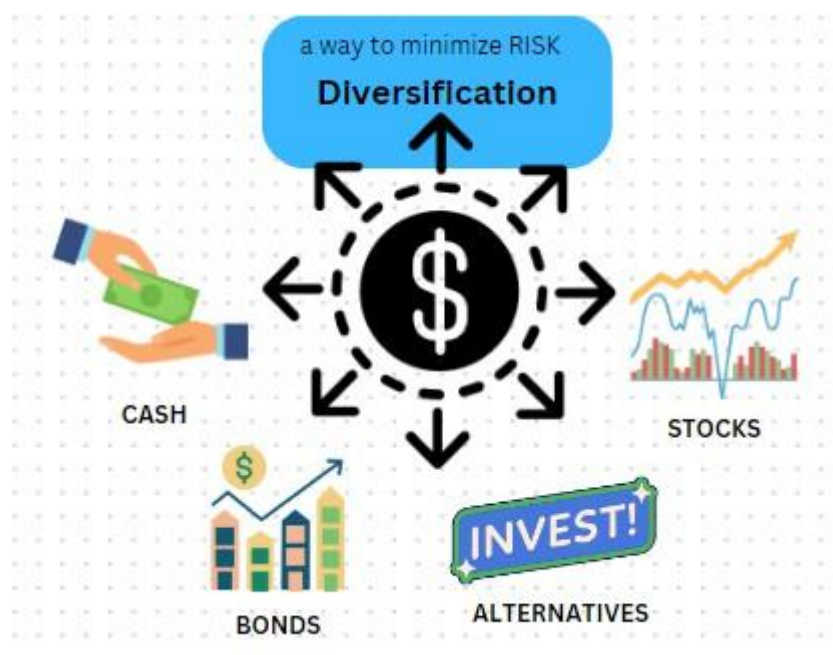 a way to minimize RISK
Diversification
$
CASH
STOCKS
$
BONDS
INVEST!
ALTERNATIVES